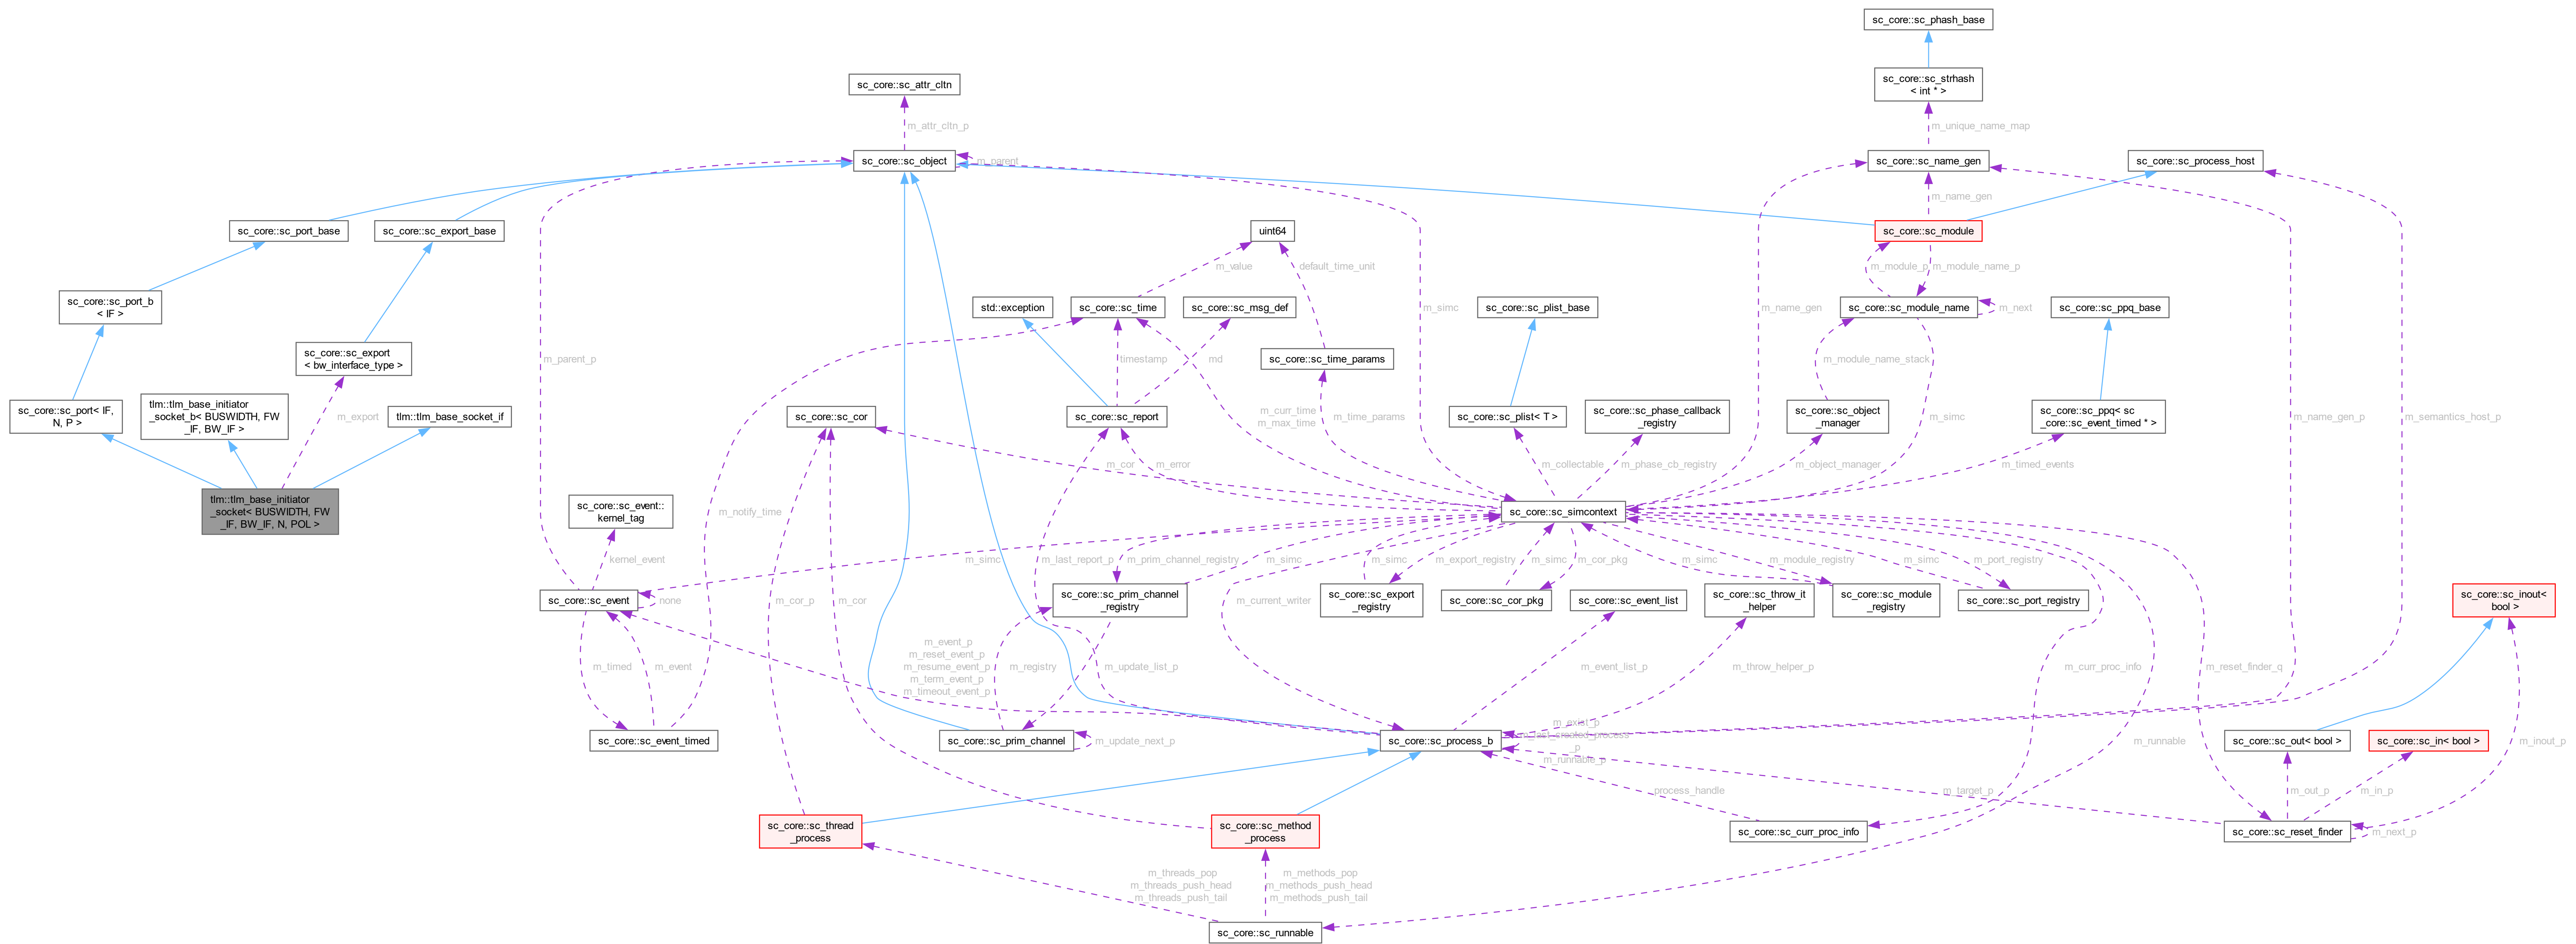 sc_core::sc_phash_base
sc_core::sc_strhash
< int * >
sc_core::sc_attr_cltn
m_attr_cltn_p
m_unique_name_map
sc_core::sc_object
m_parent
sc_core::sc_name_gen
sc_core::sc_process_host
m_name_gen
sc_core::sc_port_base
sc_core::sc_export_base
uint64
sc_core::sc_module
m_value
default_time_unit
m_module_p
m_module_name_p
sc_core::sc_port_b
< IF >
std::exception
sc_core::sc_time
sc_core::sc_msg_def
m_simc
sc_core::sc_plist_base
m_name_gen
sc_core::sc_module_name
m_next
sc_core::sc_ppq_base
sc_core::sc_export
< bw_interface_type >
m_parent_p
timestamp
md
sc_core::sc_time_params
m_module_name_stack
sc_core::sc_port< IF,
N, P >
tlm::tlm_base_initiator
_socket_b< BUSWIDTH, FW
_IF, BW_IF >
m_export
tlm::tlm_base_socket_if
sc_core::sc_cor
sc_core::sc_report
m_curr_time
m_max_time
m_time_params
sc_core::sc_plist< T >
sc_core::sc_phase_callback
_registry
sc_core::sc_object
_manager
m_simc
sc_core::sc_ppq< sc
_core::sc_event_timed * >
m_name_gen_p
m_semantics_host_p
m_cor
m_error
m_collectable
m_phase_cb_registry
m_object_manager
m_timed_events
tlm::tlm_base_initiator
_socket< BUSWIDTH, FW
_IF, BW_IF, N, POL >
sc_core::sc_event::
kernel_tag
m_notify_time
sc_core::sc_simcontext
kernel_event
m_simc
m_last_report_p
m_prim_channel_registry
m_simc
m_simc
m_export_registry
m_simc
m_cor_pkg
m_simc
m_module_registry
m_simc
m_port_registry
sc_core::sc_event
none
m_cor_p
m_cor
sc_core::sc_prim_channel
_registry
m_current_writer
sc_core::sc_export
_registry
sc_core::sc_cor_pkg
sc_core::sc_event_list
sc_core::sc_throw_it
_helper
sc_core::sc_module
_registry
sc_core::sc_port_registry
sc_core::sc_inout<
bool >
m_timed
m_event
m_event_p
m_reset_event_p
m_resume_event_p
m_term_event_p
m_timeout_event_p
m_registry
m_update_list_p
m_event_list_p
m_throw_helper_p
m_curr_proc_info
m_reset_finder_q
sc_core::sc_event_timed
sc_core::sc_prim_channel
m_update_next_p
sc_core::sc_process_b
m_exist_p
m_last_created_process
_p
m_runnable_p
m_runnable
sc_core::sc_out< bool >
sc_core::sc_in< bool >
m_inout_p
process_handle
m_target_p
m_out_p
m_in_p
sc_core::sc_thread
_process
sc_core::sc_method
_process
sc_core::sc_curr_proc_info
sc_core::sc_reset_finder
m_next_p
m_threads_pop
m_threads_push_head
m_threads_push_tail
m_methods_pop
m_methods_push_head
m_methods_push_tail
sc_core::sc_runnable